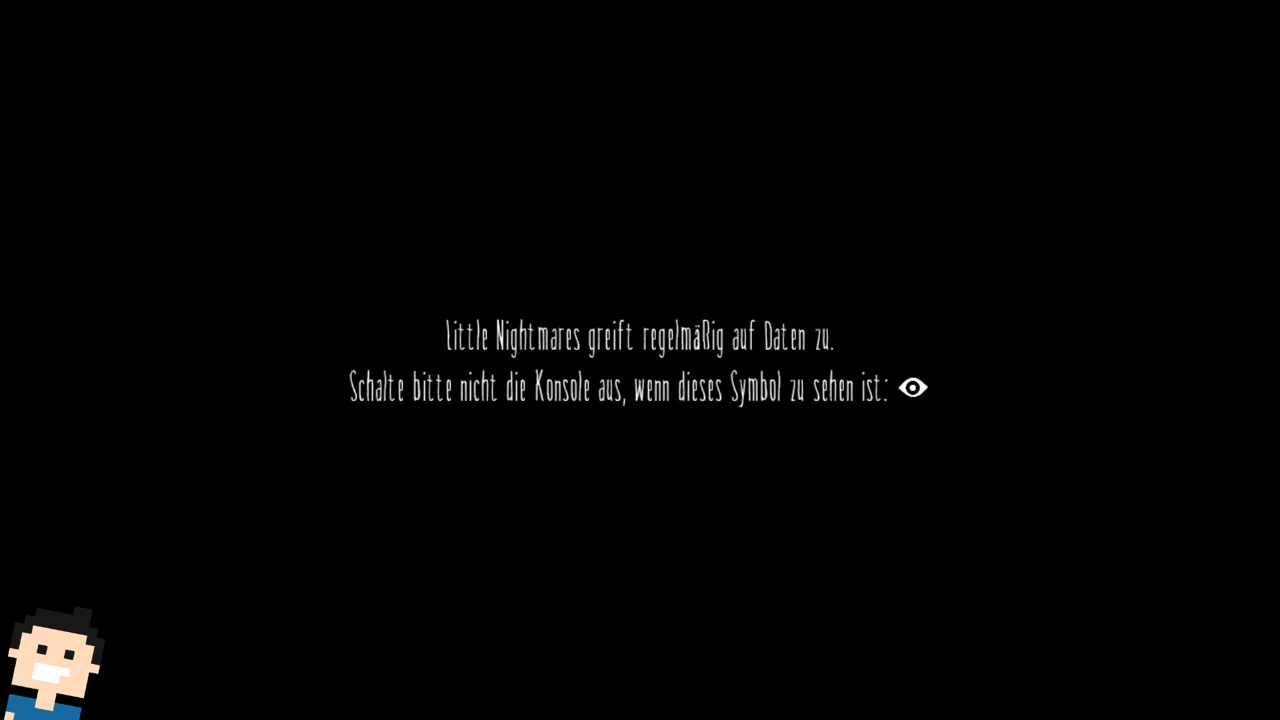 Little Nightmares greift regelmäßig auf Daten zu.
Schalte bitte nicht die Konsole aus, wenn dieses Symbol zu sehen ist: